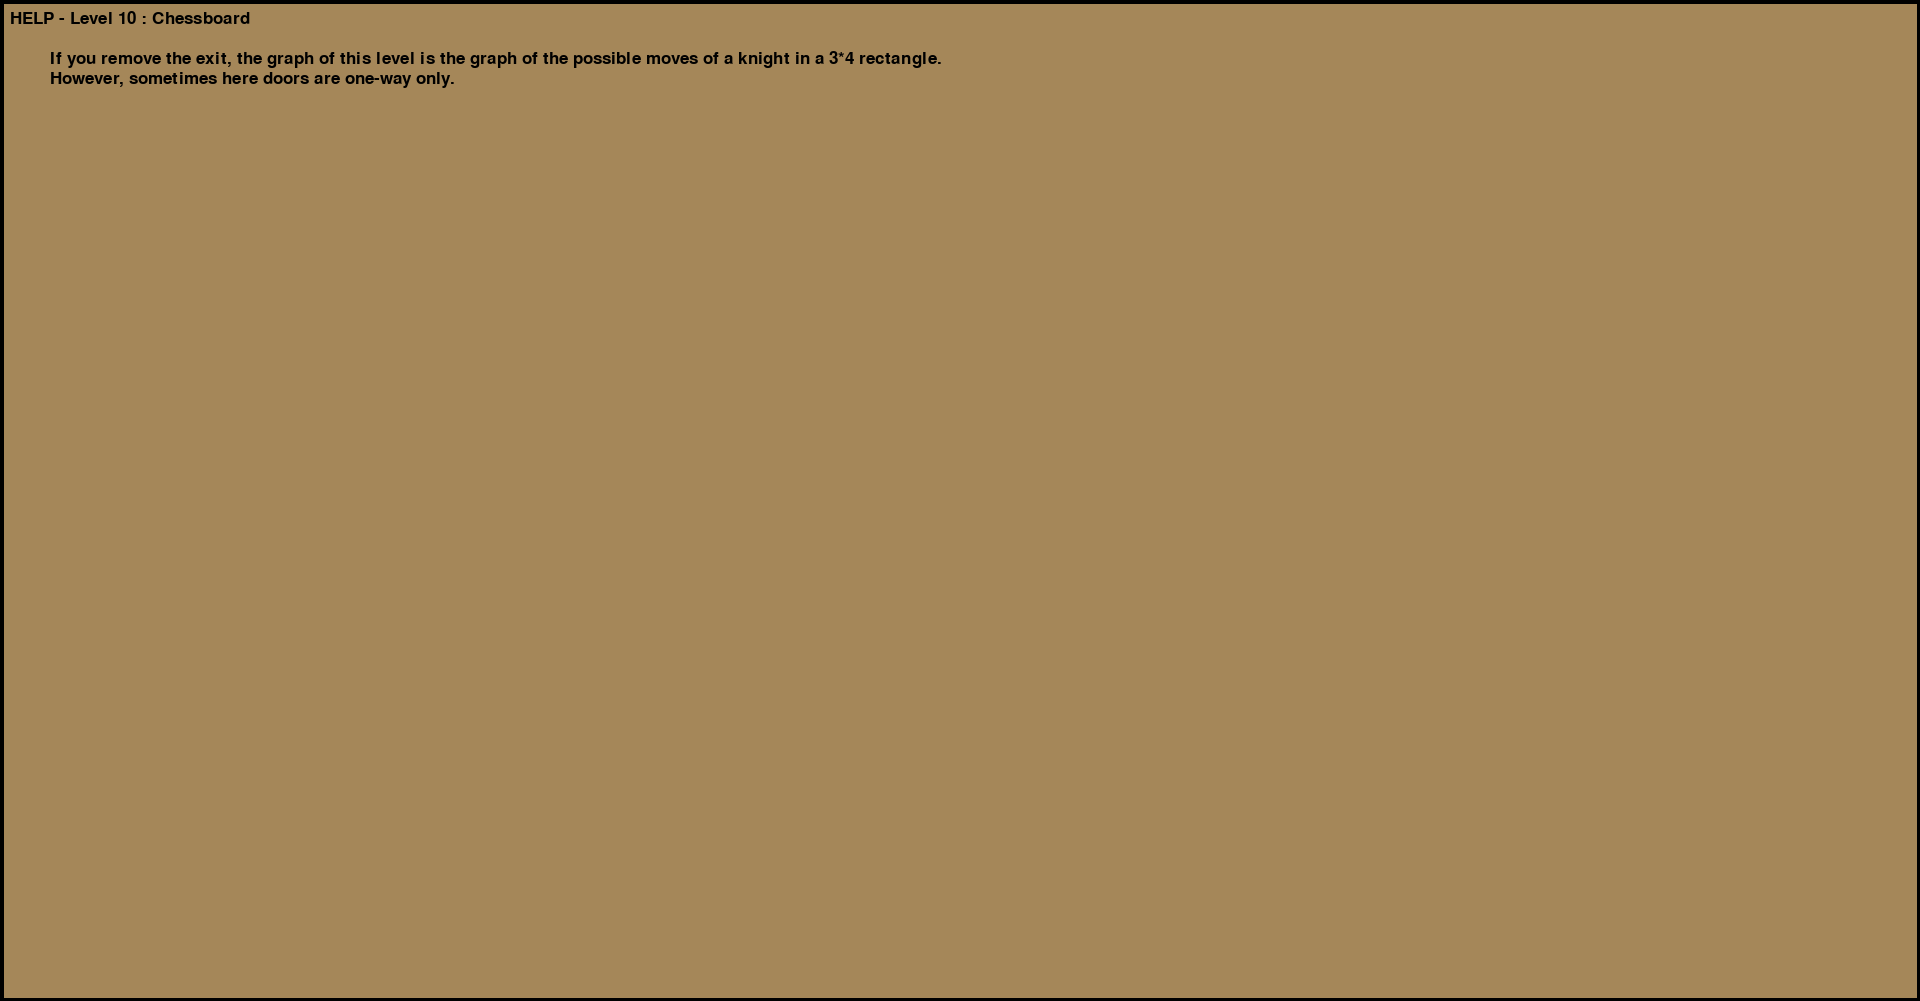 HELP - Level 10 : Chessboard
If you remove the exit, the graph of this level is the graph of the possible moves of a knight in a 3*4 rectangle.
However, sometimes here doors are one-way only.